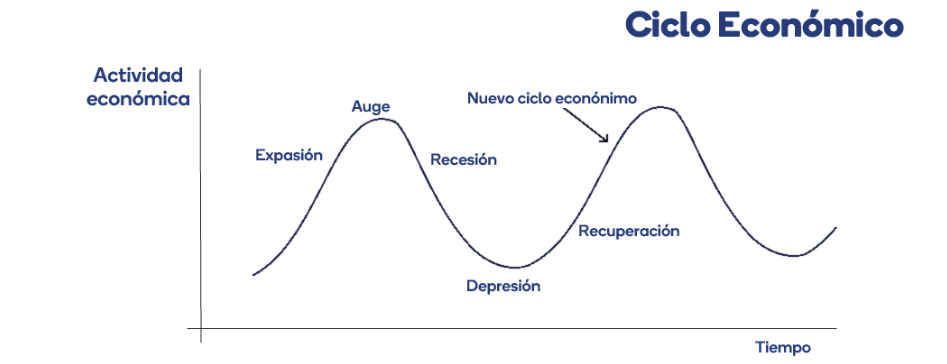 Ciclo Económico
Actividad
económica
Auge
Nuevo ciclo econónimo
Expasión
Recesión
Recuperación
Depresión
Tiempo